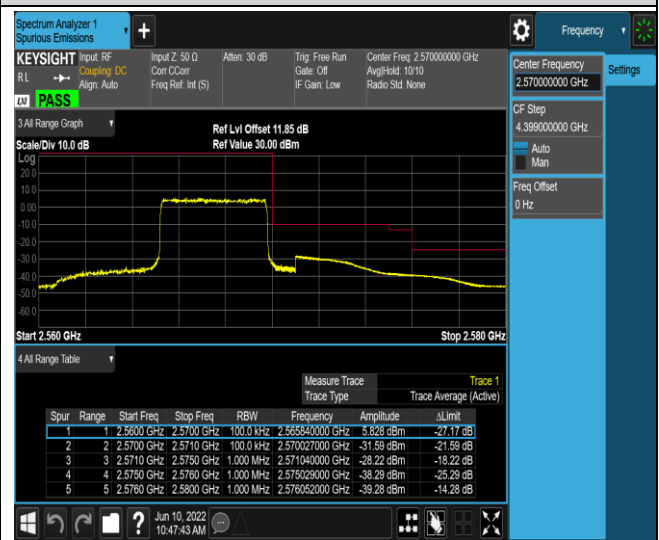 Spectrum Analyzer 1
Spurious Emissions
Frequency
KEYSIGHT
Input: RF
Coupling: DC
Align: Auto
Input Z: 50 Ω
Corr CCorr
Freq Ref: Int (S)
Atten: 30 dB
Trig: Free Run
Gate: Off
IF Gain: Low
Center Freq: 2.570000000 GHz
Avg|Hold: 10/10
Radio Std: None
RL
PASS
3 All Range Graph
Scale/Div 10.0 dB
Ref Lvl Offset 11.85 dB
Ref Value 30.00 dBm
Log
20.0
10.0
0.00
-10.0
-20.0
-30.0
-40.0
-50.0
-60.0
Start 2.560 GHz
Stop 2.580 GHz
4 All Range Table
Measure Trace Trace 1
Trace Type Trace Average (Active)
Spur Range Start Freq Stop Freq RBW Frequency Amplitude ΔLimit
1 1 2.5600 GHz 2.5700 GHz 100.0 kHz 2.565840000 GHz 5.828 dBm -27.17 dB
2 2 2.5700 GHz 2.5710 GHz 100.0 kHz 2.570027000 GHz -31.59 dBm -21.59 dB
3 3 2.5710 GHz 2.5750 GHz 1.000 MHz 2.571040000 GHz -28.22 dBm -18.22 dB
4 4 2.5750 GHz 2.5760 GHz 1.000 MHz 2.575029000 GHz -38.29 dBm -25.29 dB
5 5 2.5760 GHz 2.5800 GHz 1.000 MHz 2.576052000 GHz -39.28 dBm -14.28 dB
Jun 10, 2022
10:47:43 AM
Center Frequency
2.570000000 GHz
Settings
CF Step
4.399000000 GHz
Auto
Man
Freq Offset
0 Hz